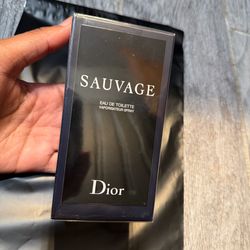 SAUVAGE
EAU DE TOILETTE
VAPORISATEUR-SPRAY
Dior